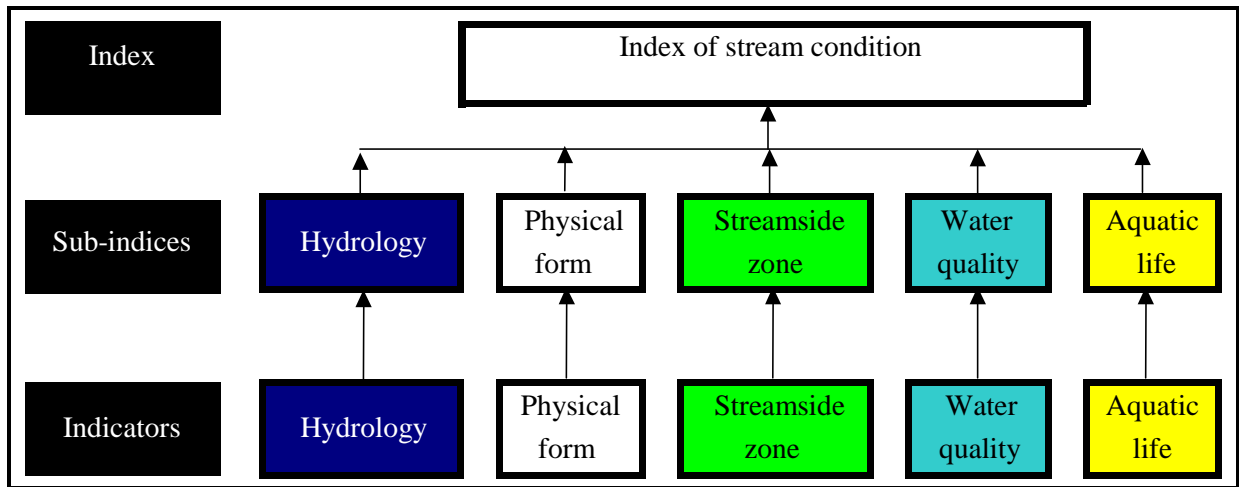 Index
Index of stream condition
Sub-indices
Hydrology
Physical
form
Streamside
zone
Water
quality
Aquatic
life
Indicators
Hydrology
Physical
form
Streamside
zone
Water
quality
Aquatic
life